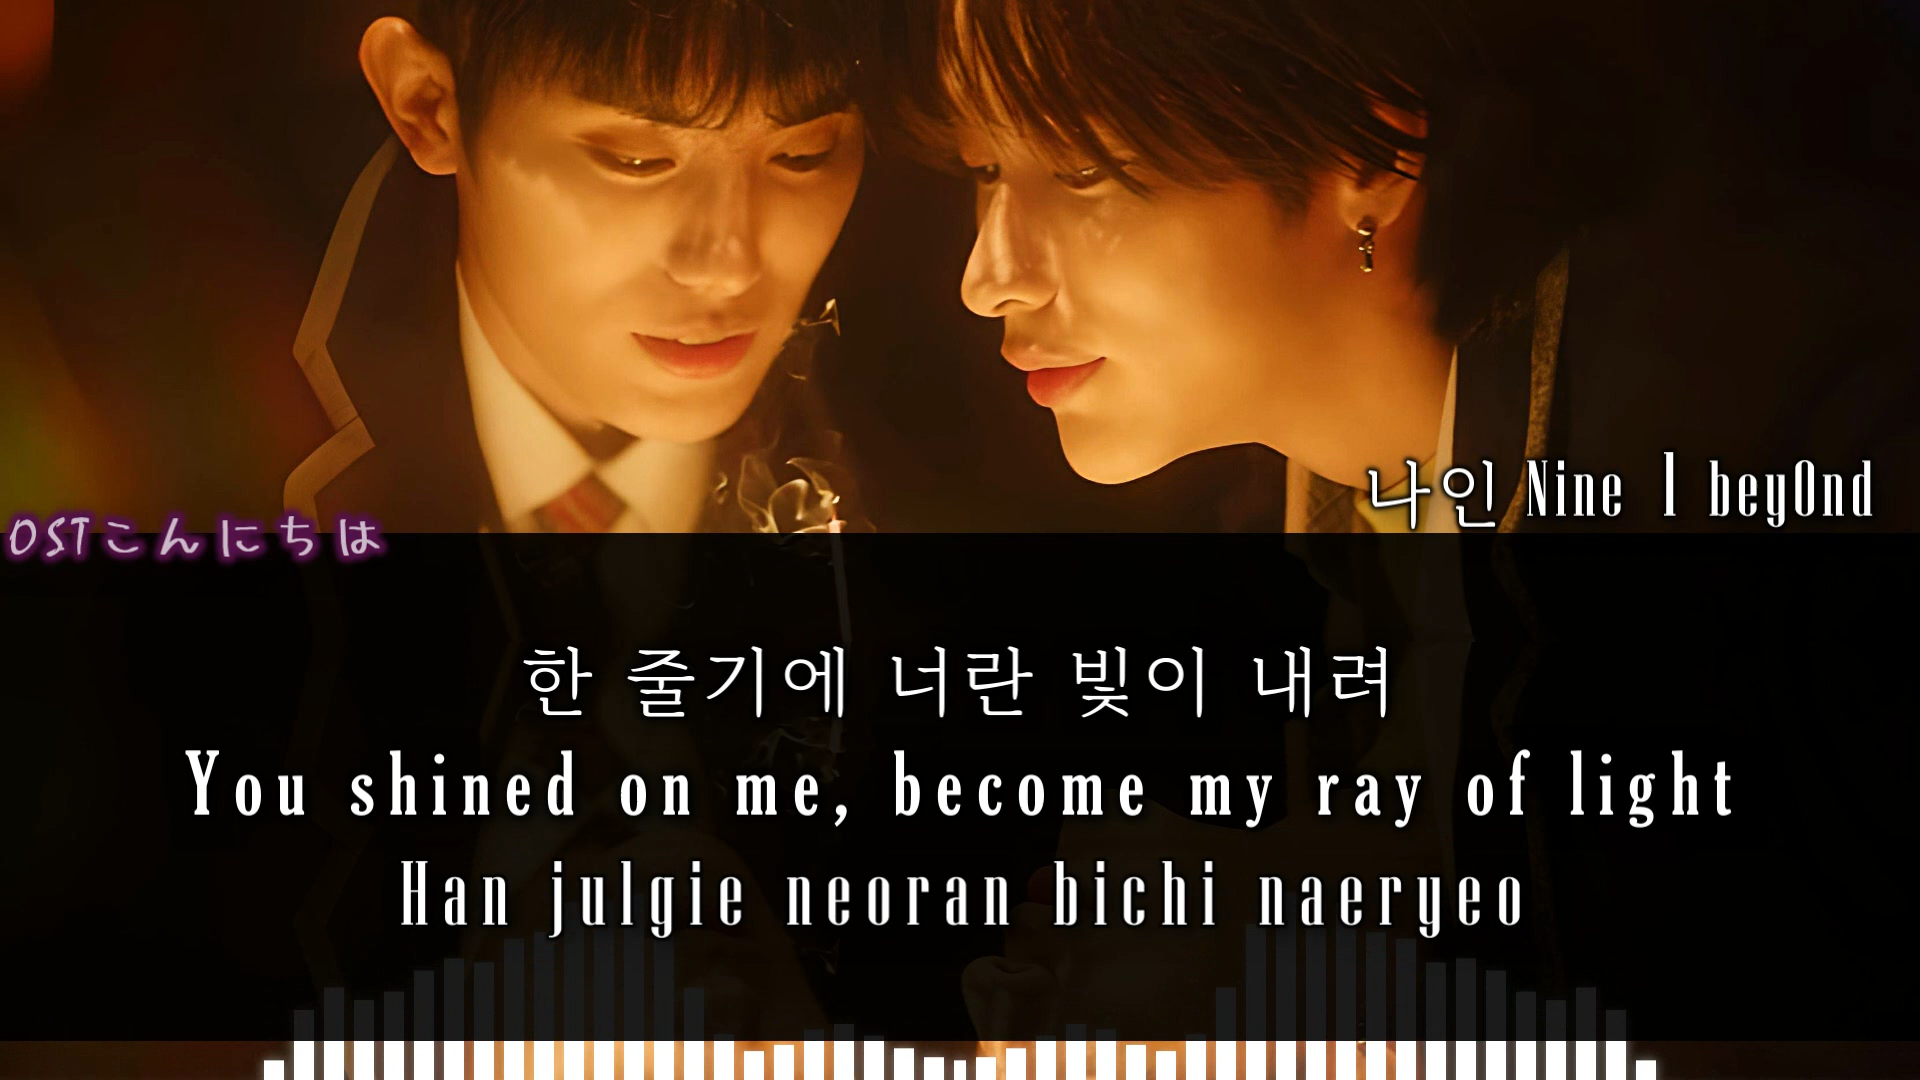 나인 Nine I bey0nd
OSTこんにちは
한 줄기에 너란 빛이 내려
You shined on me, become my ray of light
Han julgie neoran bichi naeryeo